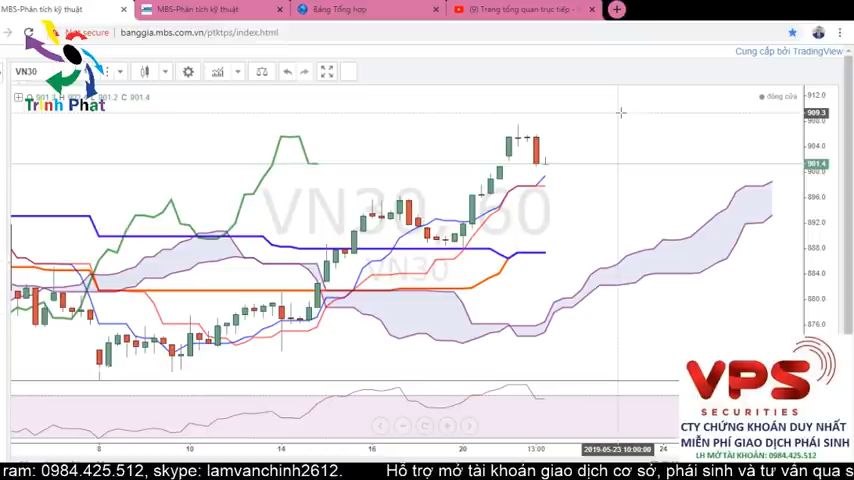 MBS-Phân tích kỹ thuật
MBS-Phân tích kỹ thuật
Bảng Tổng hợp
(9) Trang tổng quan trực tiếp -
Not secure
banggia.mbs.com.vn/ptktps/index.html
Cung cấp bởi TradingView
VN30
Trịnh Phát
C 901.4
đóng cửa
912.0
909.3
908.0
904.0
901.4
900.0
896.0
892.0
888.0
884.0
880.0
876.0
VN30, 60
VN30
8
10
14
16
20
13:00
2019-05-23 10:00:00
24
VPS
SECURITIES
CTY CHỨNG KHOÁN DUY NHẤT
MIỄN PHÍ GIAO DỊCH PHÁI SINH
LH MỞ TÀI KHOẢN: 0984.425.512
ram: 0984.425.512, skype: lamvanchinh2612. Hỗ trợ mở tài khoản giao dịch cơ sở, phái sinh và tư vấn qua s